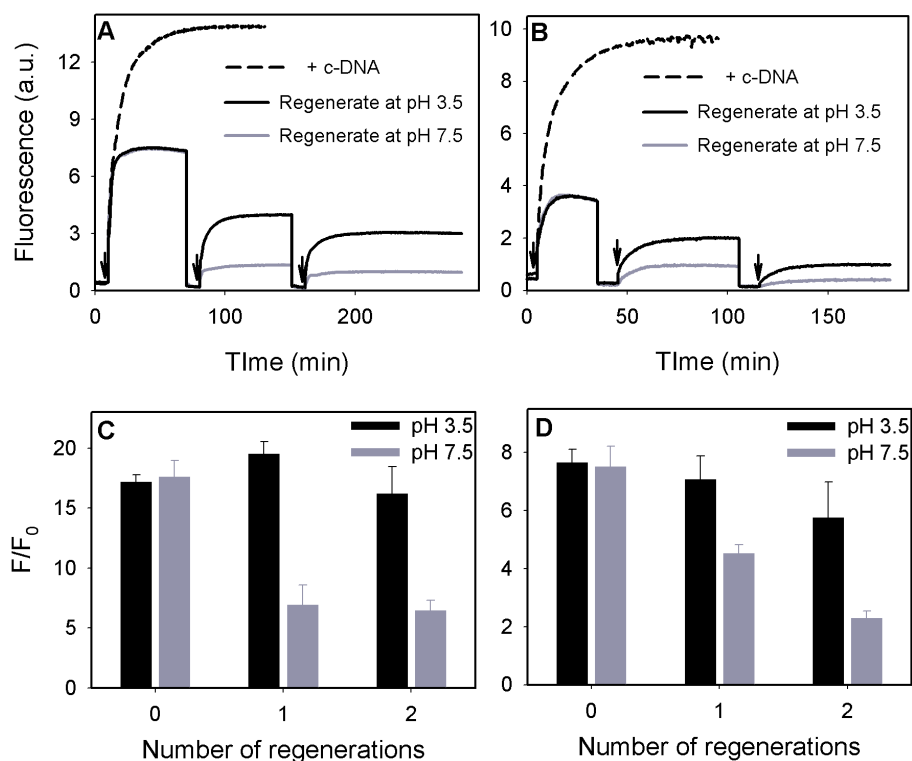 A
Fluorescence (a.u.)
12
9
6
3
0
+ c-DNA
Regenerate at pH 3.5
Regenerate at pH 7.5
0 100 200
TIme (min)
B
10
8
6
4
2
0
+ c-DNA
Regenerate at pH 3.5
Regenerate at pH 7.5
0 50 100 150
TIme (min)
C
F/F0
20
15
10
5
0
pH 3.5
pH 7.5
0 1 2
Number of regenerations
D
8
6
4
2
0
pH 3.5
pH 7.5
0 1 2
Number of regenerations